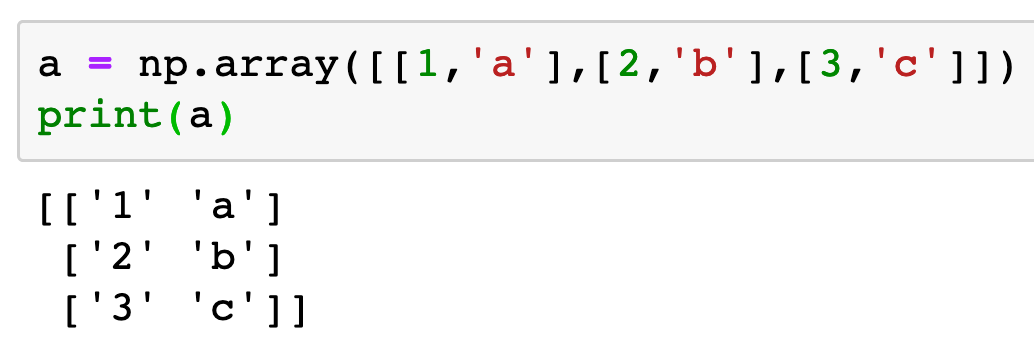 a = np.array([[1,'a'],[2,'b'],[3,'c']])
print(a)
[['1' 'a']
 ['2' 'b']
 ['3' 'c']]